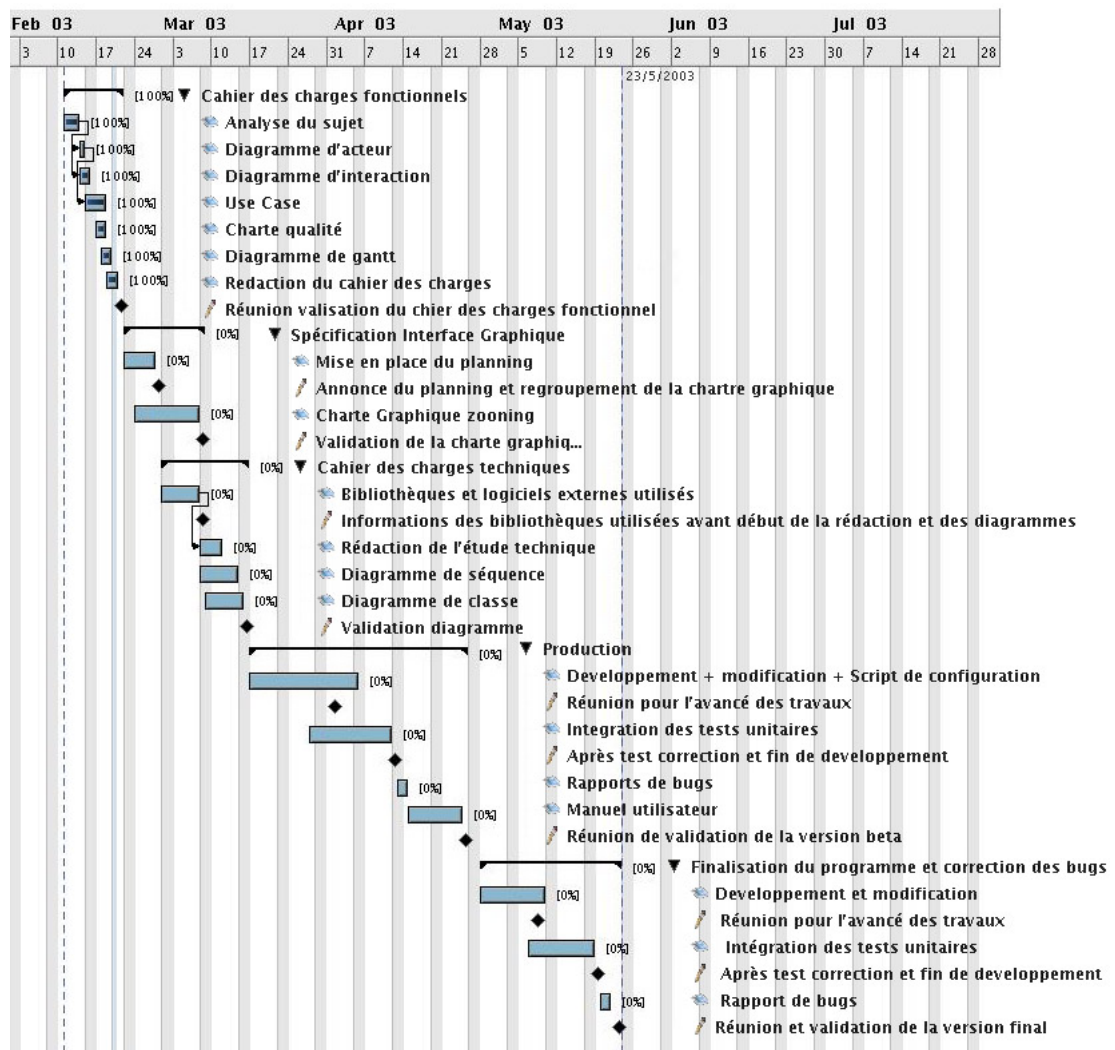 Feb 03 Mar 03 Apr 03 May 03 Jun 03 Jul 03
3 10 17 24 3 10 17 24 31 7 14 21 28 5 12 19 26 2 9 16 23 30 7 14 21 28
23/5/2003
[100%] Cahier des charges fonctionnels
[100%] Analyse du sujet
[100%] Diagramme d'acteur
[100%] Diagramme d'interaction
[100%] Use Case
[100%] Charte qualité
[100%] Diagramme de gantt
[100%] Redaction du cahier des charges
Réunion valisation du chier des charges fonctionnel
[0%] Spécification Interface Graphique
[0%] Mise en place du planning
Annonce du planning et regroupement de la chartre graphique
[0%] Charte Graphique zooning
Validation de la charte graphiq...
[0%] Cahier des charges techniques
[0%] Bibliothèques et logiciels externes utilisés
Informations des bibliothèques utilisées avant début de la rédaction et des diagrammes
[0%] Rédaction de l'étude technique
[0%] Diagramme de séquence
[0%] Diagramme de classe
Validation diagramme
[0%] Production
[0%] Developpement + modification + Script de configuration
Réunion pour l'avancé des travaux
[0%] Integration des tests unitaires
Après test correction et fin de developpement
[0%] Rapports de bugs
[0%] Manuel utilisateur
Réunion de validation de la version beta
[0%] Finalisation du programme et correction des bugs
[0%] Developpement et modification
Réunion pour l'avancé des travaux
[0%] Intégration des tests unitaires
Après test correction et fin de developpement
[0%] Rapport de bugs
Réunion et validation de la version final